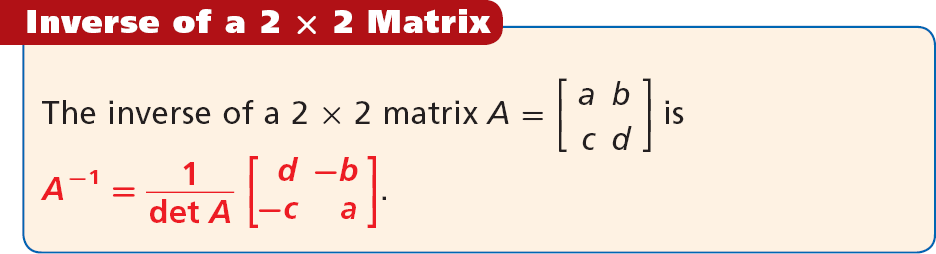 Inverse of a 2 × 2 Matrix
The inverse of a 2 × 2 matrix A = [a b; c d] is
A⁻¹ = 1/det A [d −b; −c a].